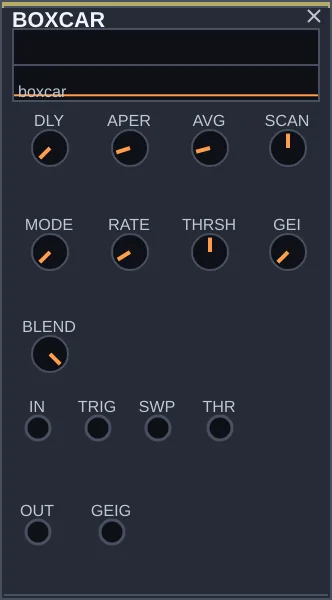 BOXCAR ×
boxcar
DLY APER AVG SCAN
MODE RATE THRSH GEI
BLEND
IN TRIG SWP THR
OUT GEIG